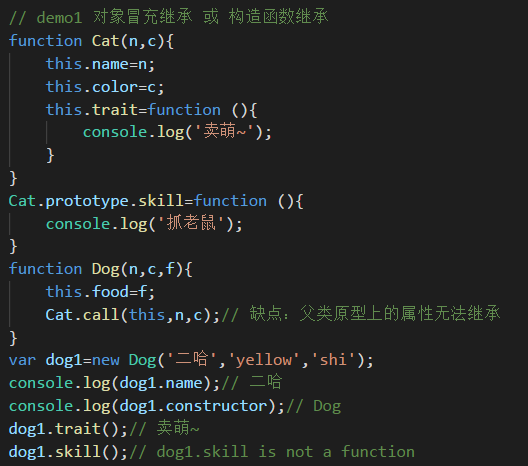 // demo1 对象冒充继承 或 构造函数继承
function Cat(n,c){
    this.name=n;
    this.color=c;
    this.trait=function (){
        console.log('卖萌~');
    }
}
Cat.prototype.skill=function (){
    console.log('抓老鼠');
}
function Dog(n,c,f){
    this.food=f;
    Cat.call(this,n,c);// 缺点: 父类原型上的属性无法继承
}
var dog1=new Dog('二哈','yellow','shi');
console.log(dog1.name);// 二哈
console.log(dog1.constructor);// Dog
dog1.trait();// 卖萌~
dog1.skill();// dog1.skill is not a function